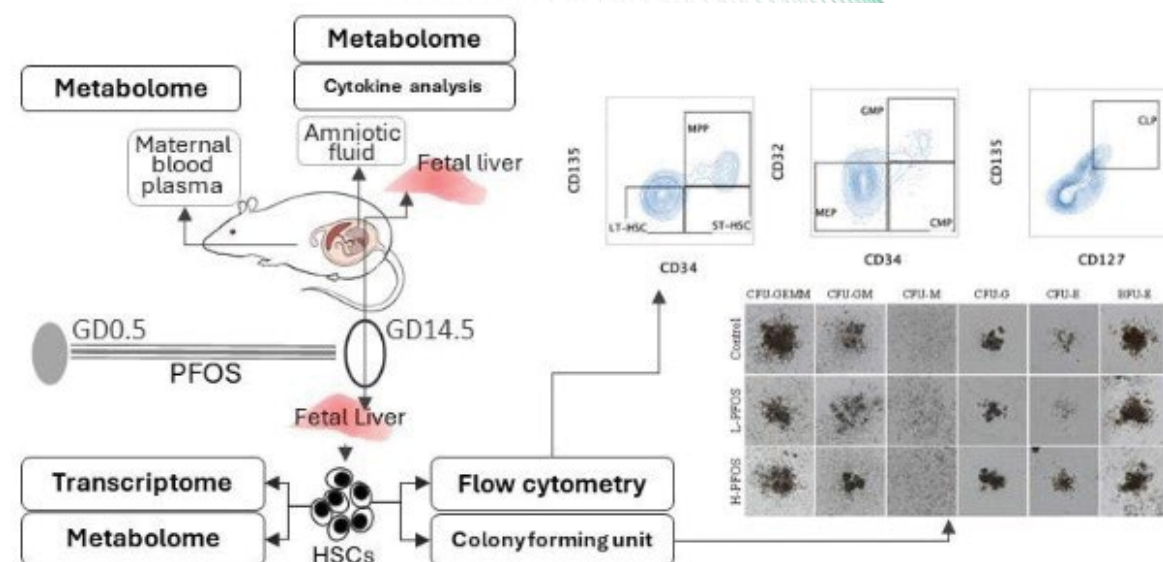 Metabolome
Metabolome
Cytokine analysis
Maternal
blood
plasma
Amniotic
fluid
Fetal liver
GD0.5
GD14.5
PFOS
Fetal Liver
Transcriptome
Metabolome
HSCs
Flow cytometry
Colony forming unit
CD135
MPP
LT-HSC
ST-HSC
CD34
CD32
GMP
MEP
CMP
CD34
CD135
CLP
CD127
CFU-GEMM
CFU-GM
CFU-M
CFU-G
CFU-E
BFU-E
Control
L-PFOS
H-PFOS